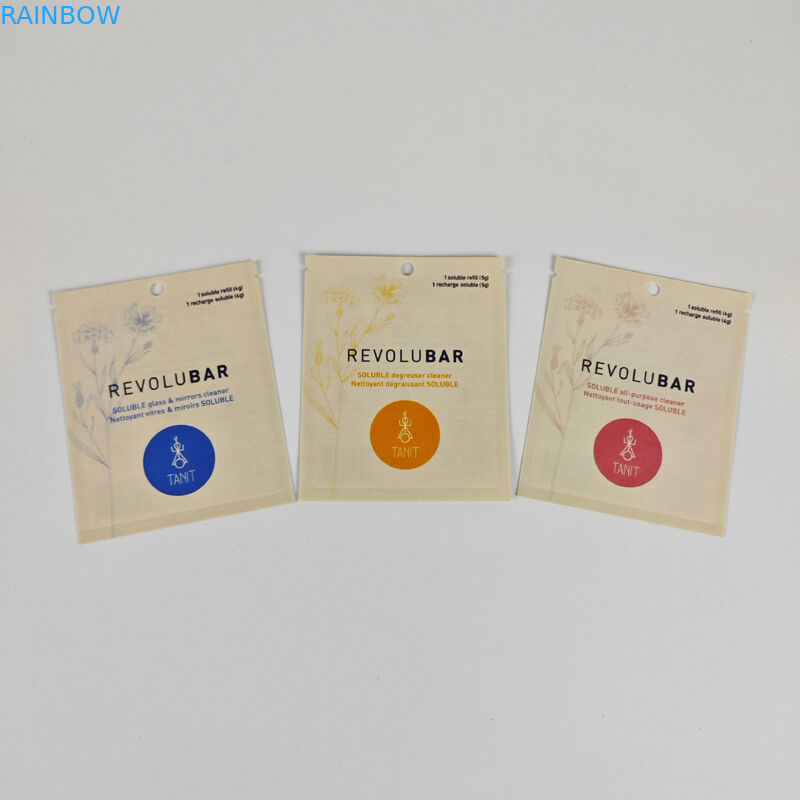 RAINBOW
1 soluble refill (4g)
1 recharge soluble (4g)
REVOLUBAR
SOLUBLE glass & mirrors cleaner
Nettoyant vitres & miroirs SOLUBLE
TANIT
1 soluble refill (5g)
1 recharge soluble (5g)
REVOLUBAR
SOLUBLE degreaser cleaner
Nettoyant dégraissant SOLUBLE
TANIT
1 soluble refill (4g)
1 recharge soluble (4g)
REVOLUBAR
SOLUBLE all-purpose cleaner
Nettoyant tout-usage SOLUBLE
TANIT